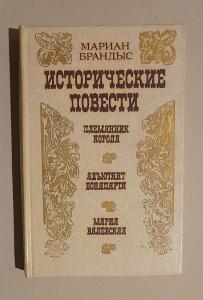 МАРИАН
БРАНДЫС
ИСТОРИЧЕСКИЕ
ПОВЕСТИ
ПЛЕМЯННИК
КОРОЛЯ
АДЪЮТАНТ
БОНАПАРТА
МАРИЯ
ВАЛЕВСКАЯ